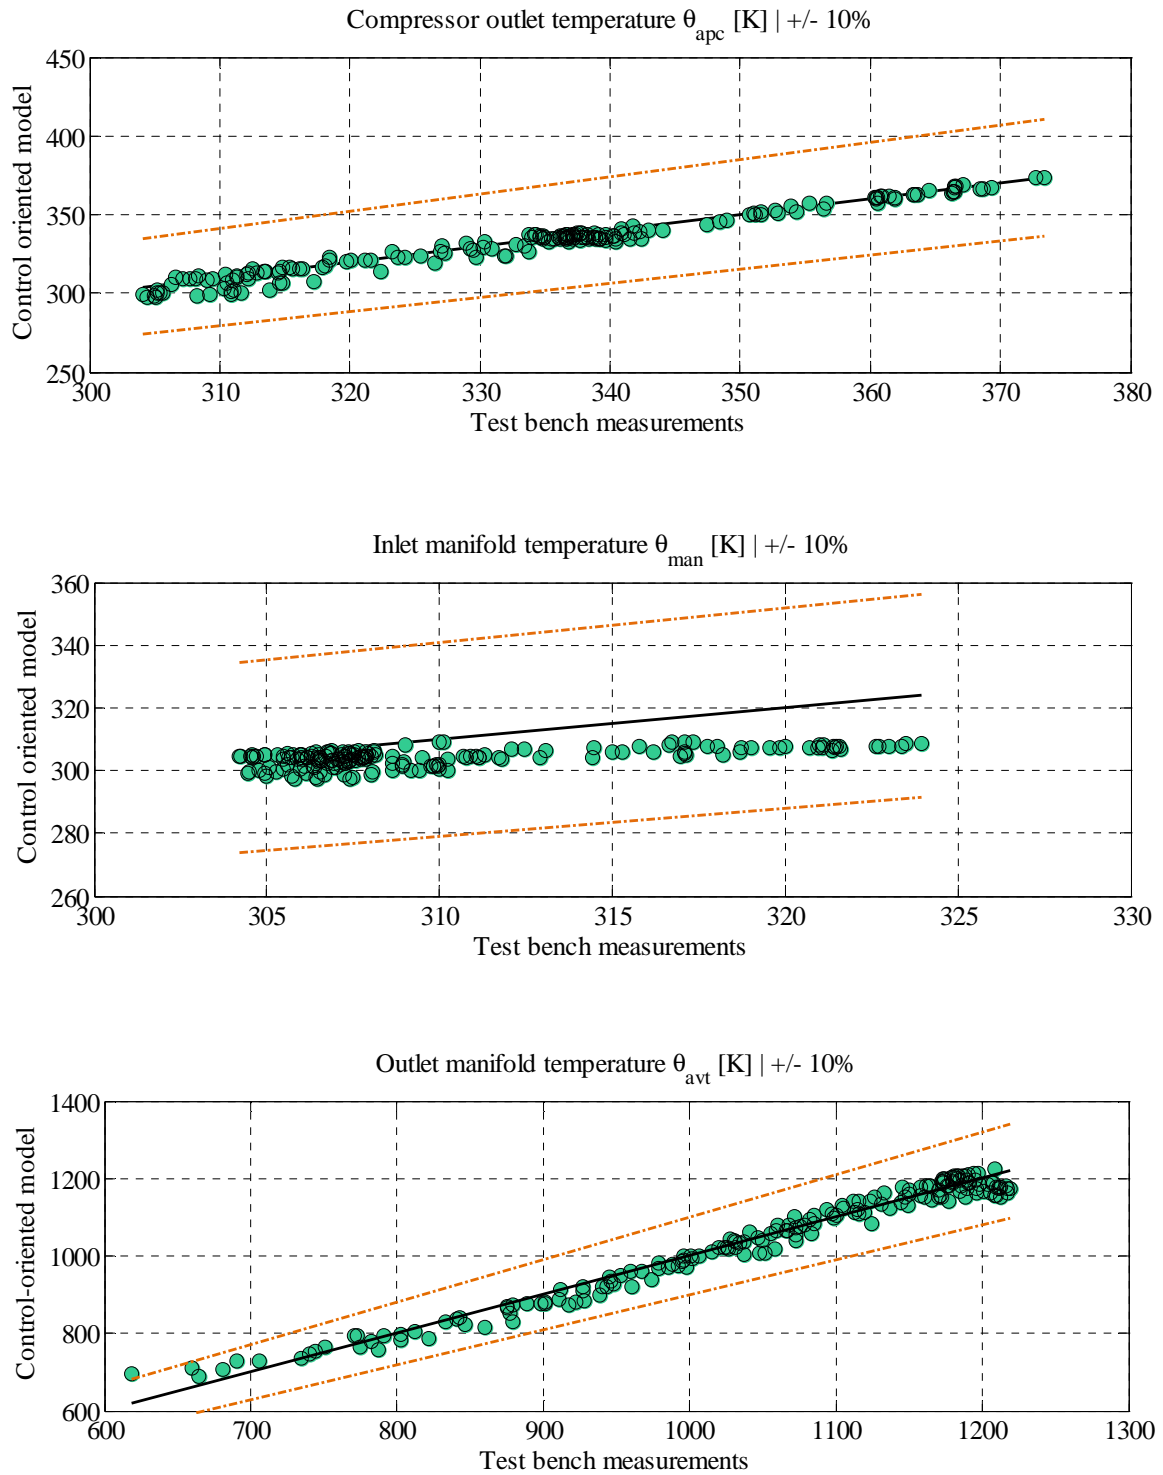 Compressor outlet temperature θapc [K] | +/- 10%
450
400
350
300
250
Control oriented model
300 310 320 330 340 350 360 370 380
Test bench measurements
Inlet manifold temperature θman [K] | +/- 10%
360
340
320
300
280
260
Control oriented model
300 305 310 315 320 325 330
Test bench measurements
Outlet manifold temperature θavt [K] | +/- 10%
1400
1200
1000
800
600
Control-oriented model
600 700 800 900 1000 1100 1200 1300
Test bench measurements